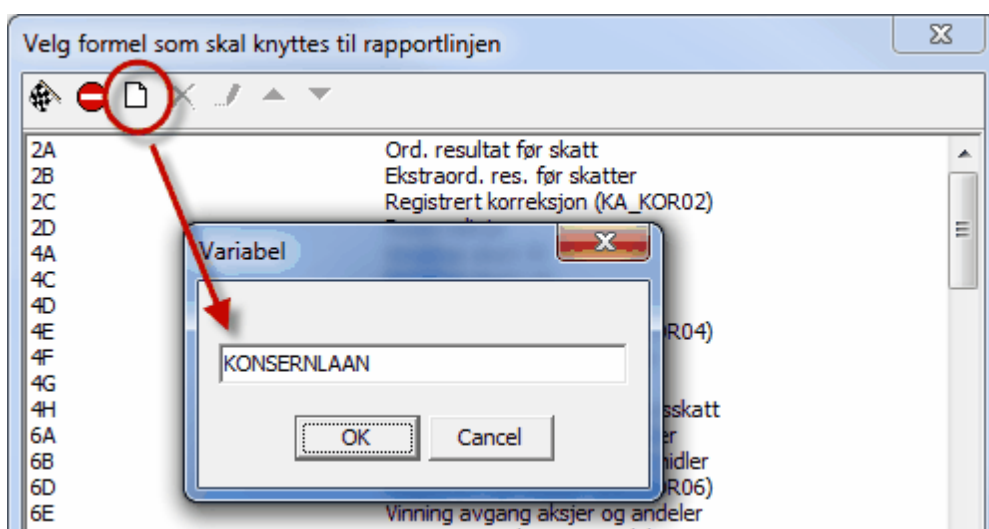 Velg formel som skal knyttes til rapportlinjen
2A Ord. resultat før skatt
2B Ekstraord. res. før skatter
2C Registrert korreksjon (KA_KOR02)
2D
4A
4C
4D
4E R04)
4F
4G
4H sskatt
6A er
6B nidler
6D R06)
6E Vinning avgang aksjer og andeler
Variabel
KONSERNLAAN
OK Cancel